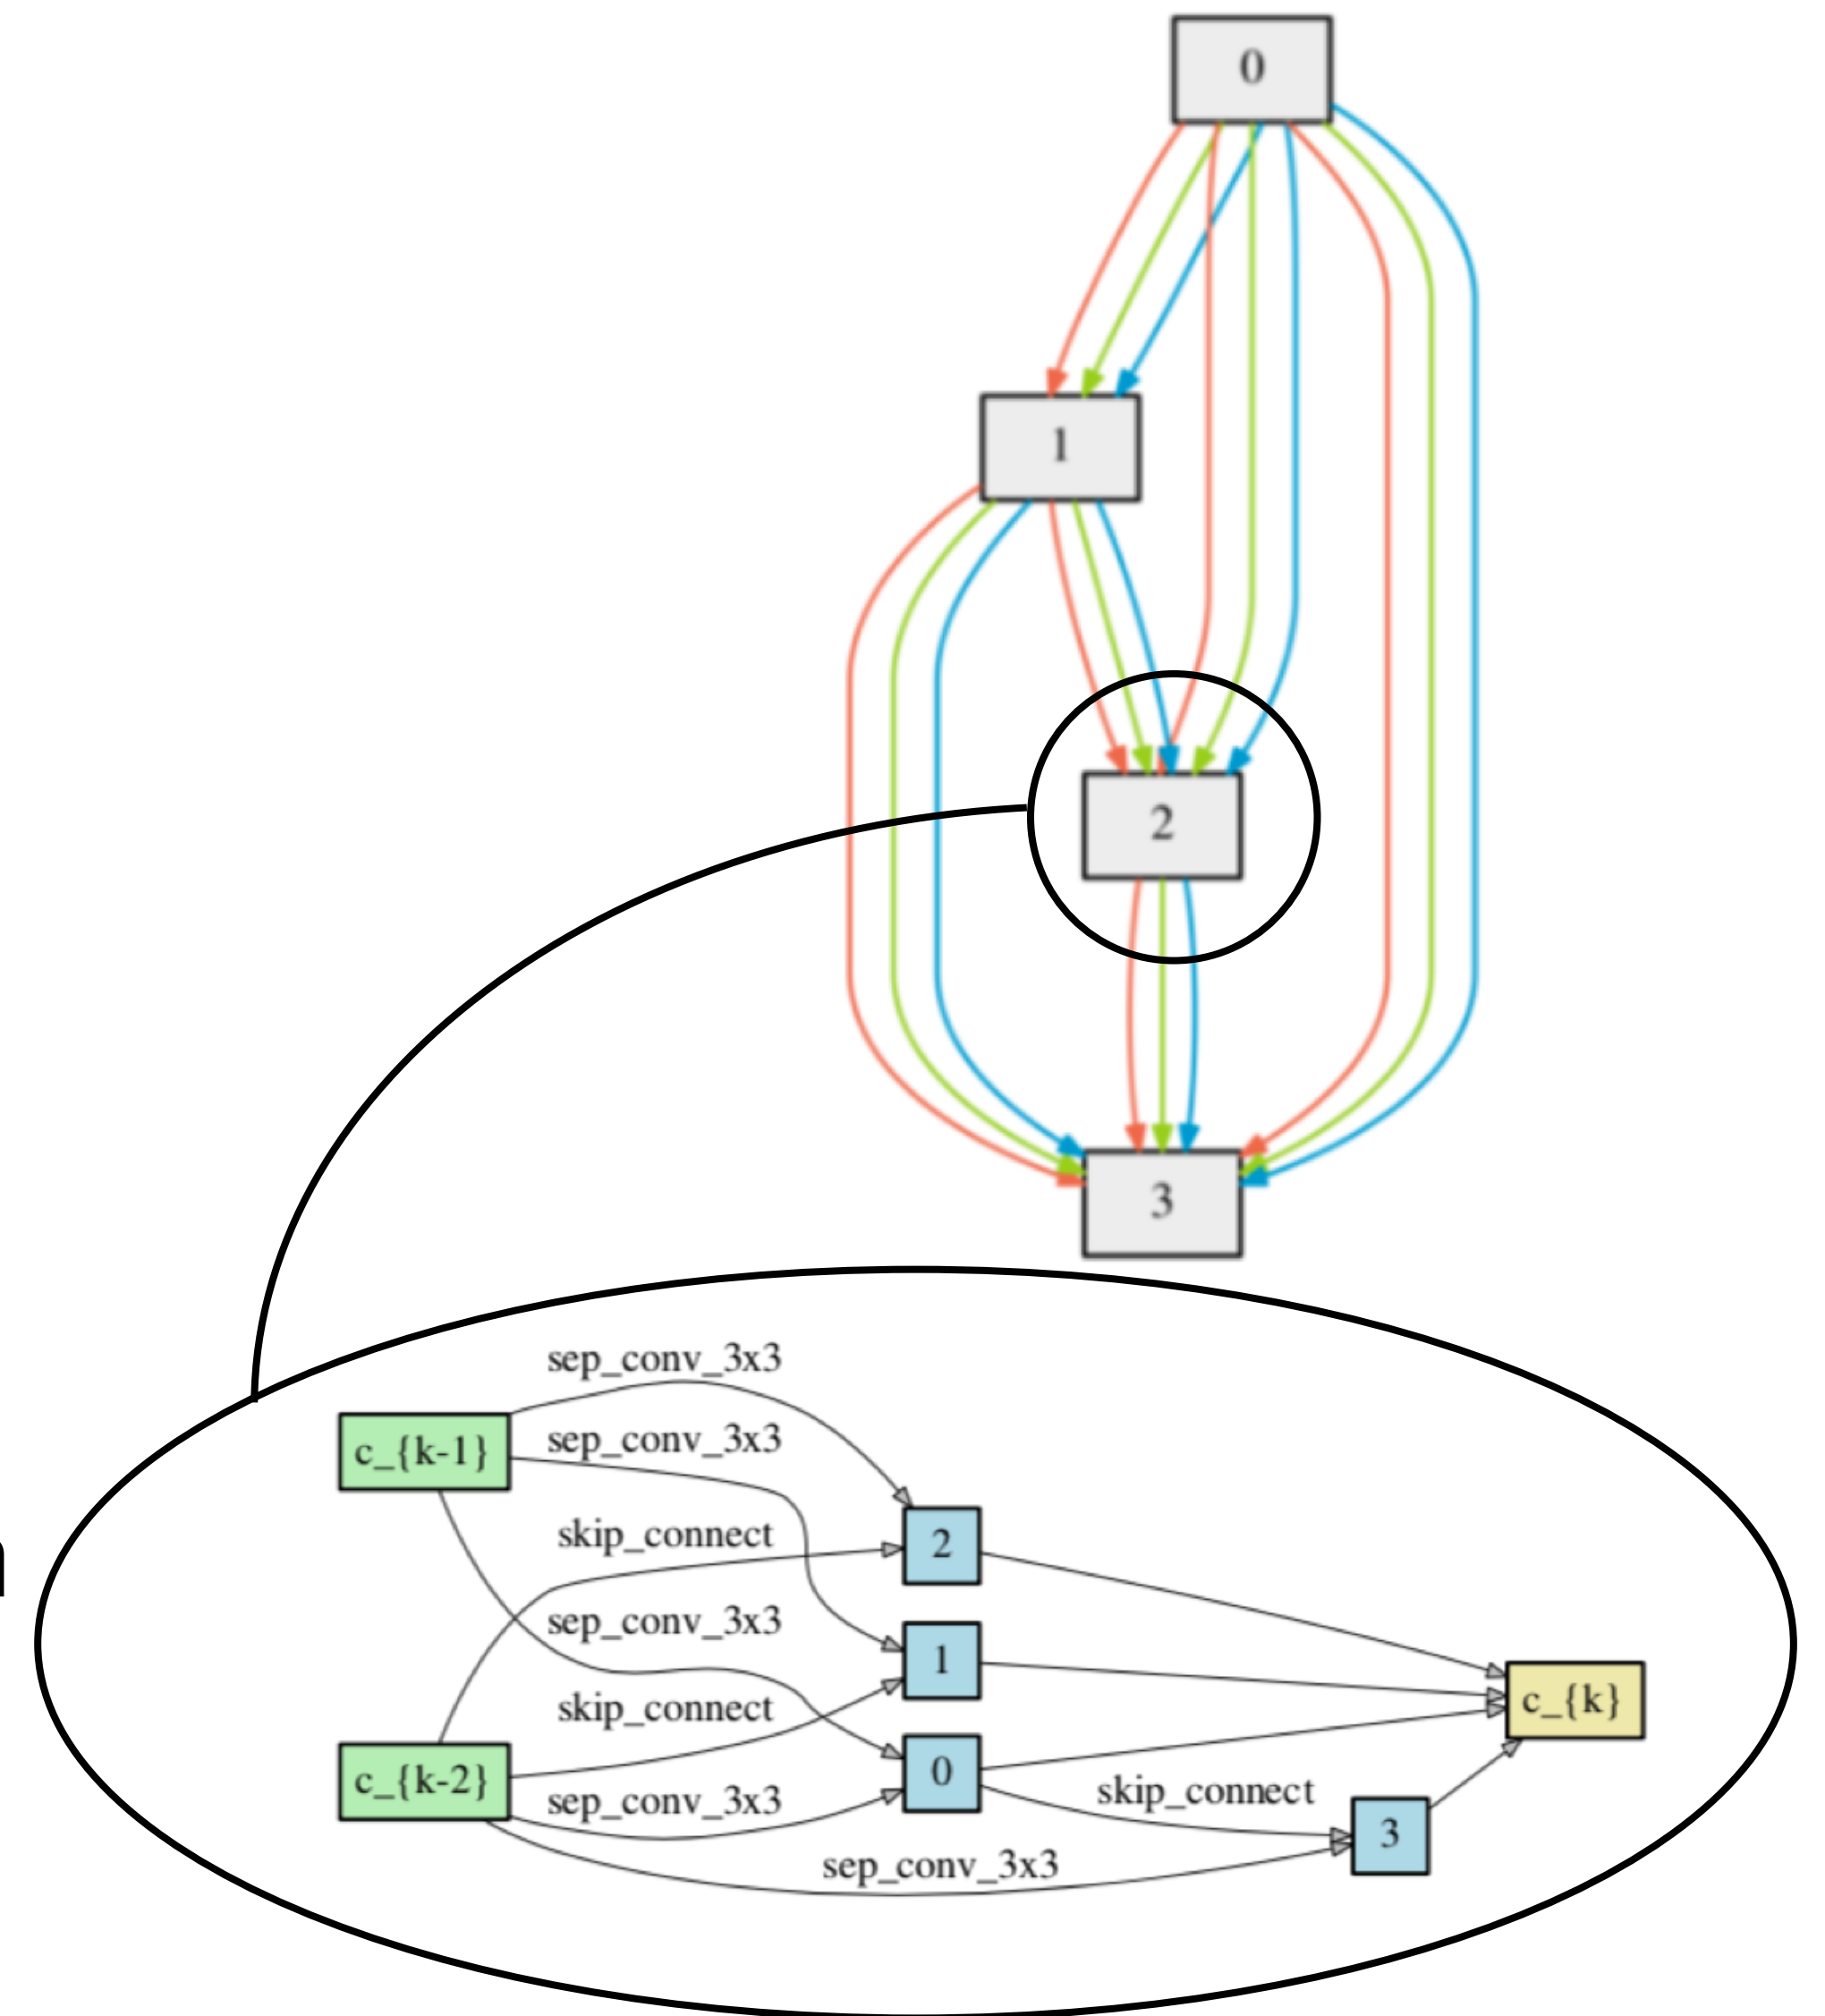 0
1
2
3
sep_conv_3x3
c_{k-1}
sep_conv_3x3
skip_connect
2
sep_conv_3x3
1
skip_connect
c_{k}
c_{k-2}
0
sep_conv_3x3
skip_connect
3
sep_conv_3x3